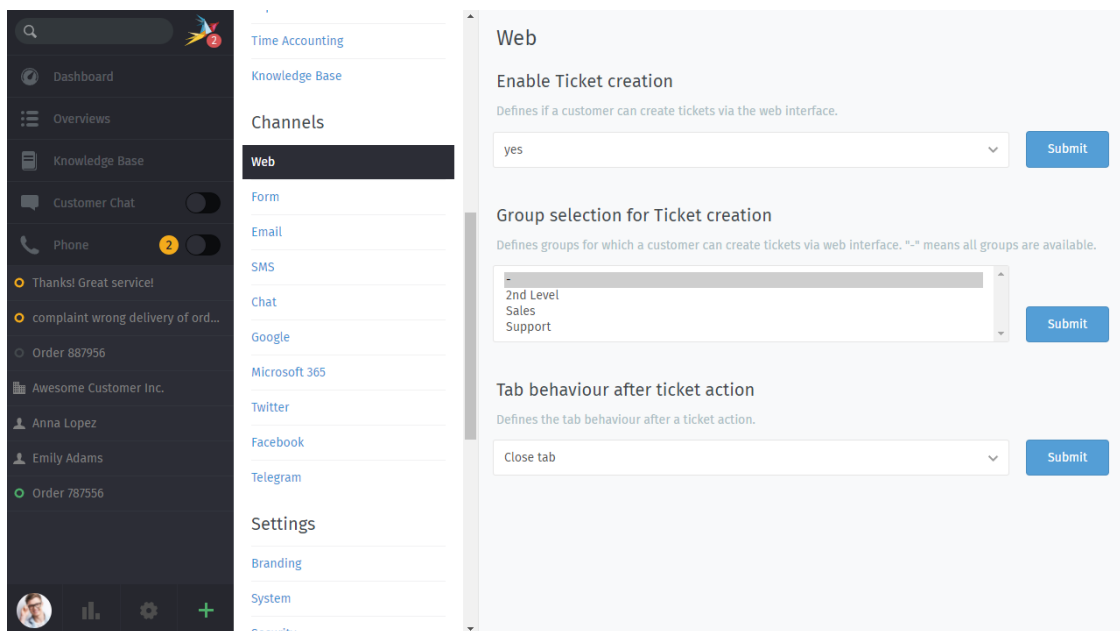 2
Dashboard
Overviews
Knowledge Base
Customer Chat
Phone 2
Thanks! Great service!
complaint wrong delivery of ord...
Order 887956
Awesome Customer Inc.
Anna Lopez
Emily Adams
Order 787556
Time Accounting
Knowledge Base
Channels
Web
Form
Email
SMS
Chat
Google
Microsoft 365
Twitter
Facebook
Telegram
Settings
Branding
System
Web
Enable Ticket creation
Defines if a customer can create tickets via the web interface.
yes Submit
Group selection for Ticket creation
Defines groups for which a customer can create tickets via web interface. "-" means all groups are available.
-
2nd Level
Sales
Support
Submit
Tab behaviour after ticket action
Defines the tab behaviour after a ticket action.
Close tab Submit